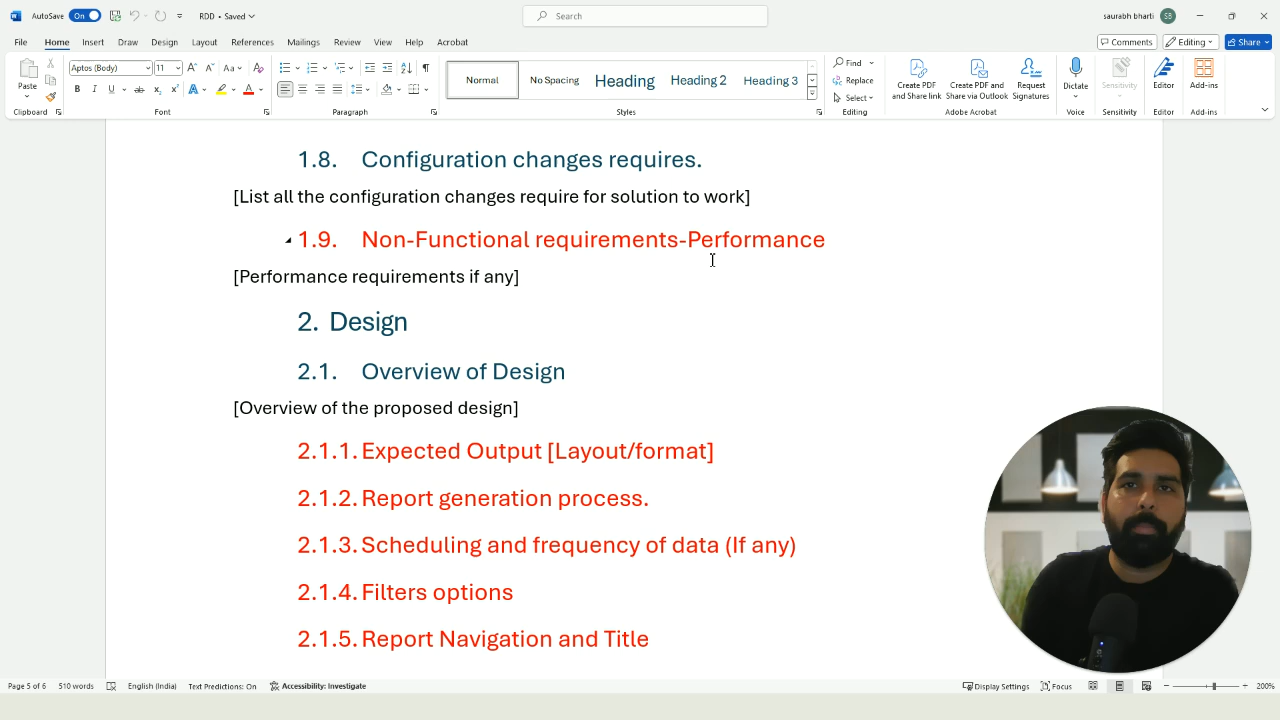 AutoSave On RDD • Saved Search saurabh bharti SB
File Home Insert Draw Design Layout References Mailings Review View Help Acrobat Comments Editing Share
Paste Aptos (Body) 11 Normal No Spacing Heading Heading 2 Heading 3 Find Replace Select Create PDF and Share link Create PDF and Share via Outlook Request Signatures Dictate Sensitivity Editor Add-ins
Clipboard Font Paragraph Styles Editing Adobe Acrobat Voice Sensitivity Editor Add-ins
1.8. Configuration changes requires.
[List all the configuration changes require for solution to work]
1.9. Non-Functional requirements-Performance
[Performance requirements if any]
2. Design
2.1. Overview of Design
[Overview of the proposed design]
2.1.1. Expected Output [Layout/format]
2.1.2. Report generation process.
2.1.3. Scheduling and frequency of data (If any)
2.1.4. Filters options
2.1.5. Report Navigation and Title
Page 5 of 6 510 words English (India) Text Predictions: On Accessibility: Investigate Display Settings Focus 200%